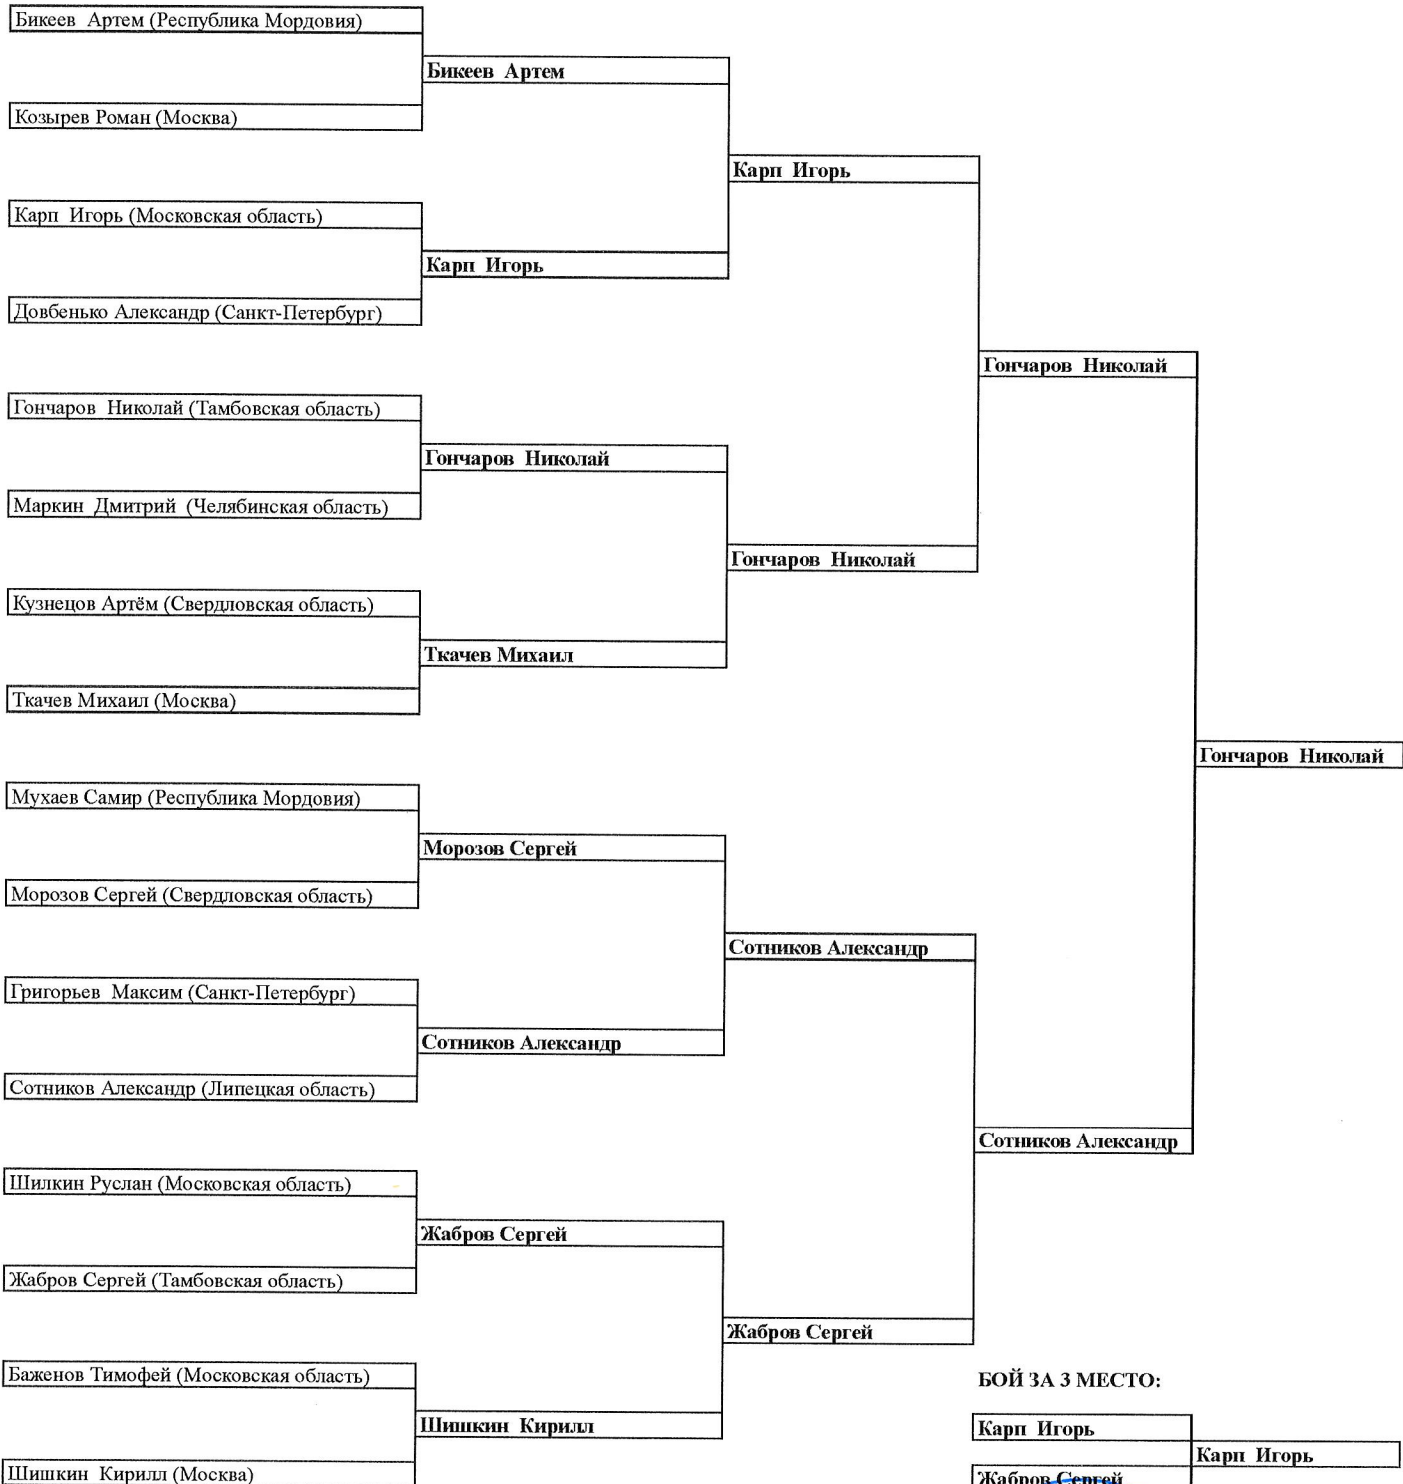 Бикеев Артем (Республика Мордовия)
Бикеев Артем
Козырев Роман (Москва)
Карп Игорь
Карп Игорь (Московская область)
Карп Игорь
Довбенько Александр (Санкт-Петербург)
Гончаров Николай
Гончаров Николай (Тамбовская область)
Гончаров Николай
Маркин Дмитрий (Челябинская область)
Гончаров Николай
Кузнецов Артём (Свердловская область)
Ткачев Михаил
Ткачев Михаил (Москва)
Гончаров Николай
Мухаев Самир (Республика Мордовия)
Морозов Сергей
Морозов Сергей (Свердловская область)
Сотников Александр
Григорьев Максим (Санкт-Петербург)
Сотников Александр
Сотников Александр (Липецкая область)
Сотников Александр
Шилкин Руслан (Московская область)
Жабров Сергей
Жабров Сергей (Тамбовская область)
Жабров Сергей
Баженов Тимофей (Московская область)
Шишкин Кирилл
Шишкин Кирилл (Москва)
БОЙ ЗА 3 МЕСТО:
Карп Игорь
Карп Игорь
Жабров Сергей